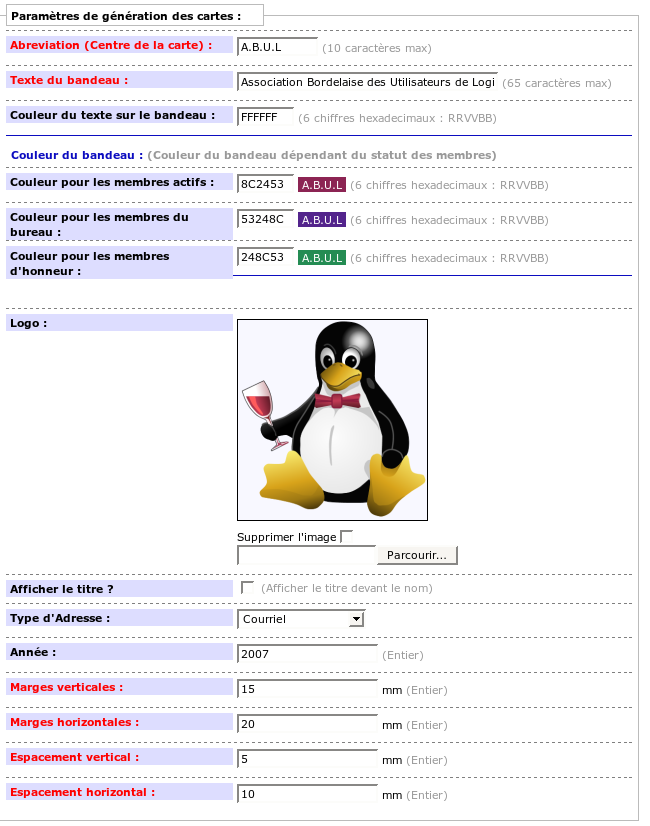 Paramètres de génération des cartes :
Abreviation (Centre de la carte) : A.B.U.L (10 caractères max)
Texte du bandeau : Association Bordelaise des Utilisateurs de Logi (65 caractères max)
Couleur du texte sur le bandeau : FFFFFF (6 chiffres hexadecimaux : RRVVBB)
Couleur du bandeau : (Couleur du bandeau dépendant du statut des membres)
Couleur pour les membres actifs : 8C2453 A.B.U.L (6 chiffres hexadecimaux : RRVVBB)
Couleur pour les membres du
bureau : 53248C A.B.U.L (6 chiffres hexadecimaux : RRVVBB)
Couleur pour les membres
d'honneur : 248C53 A.B.U.L (6 chiffres hexadecimaux : RRVVBB)
Logo :
Supprimer l'image
Parcourir...
Afficher le titre ? (Afficher le titre devant le nom)
Type d'Adresse : Courriel
Année : 2007 (Entier)
Marges verticales : 15 mm (Entier)
Marges horizontales : 20 mm (Entier)
Espacement vertical : 5 mm (Entier)
Espacement horizontal : 10 mm (Entier)